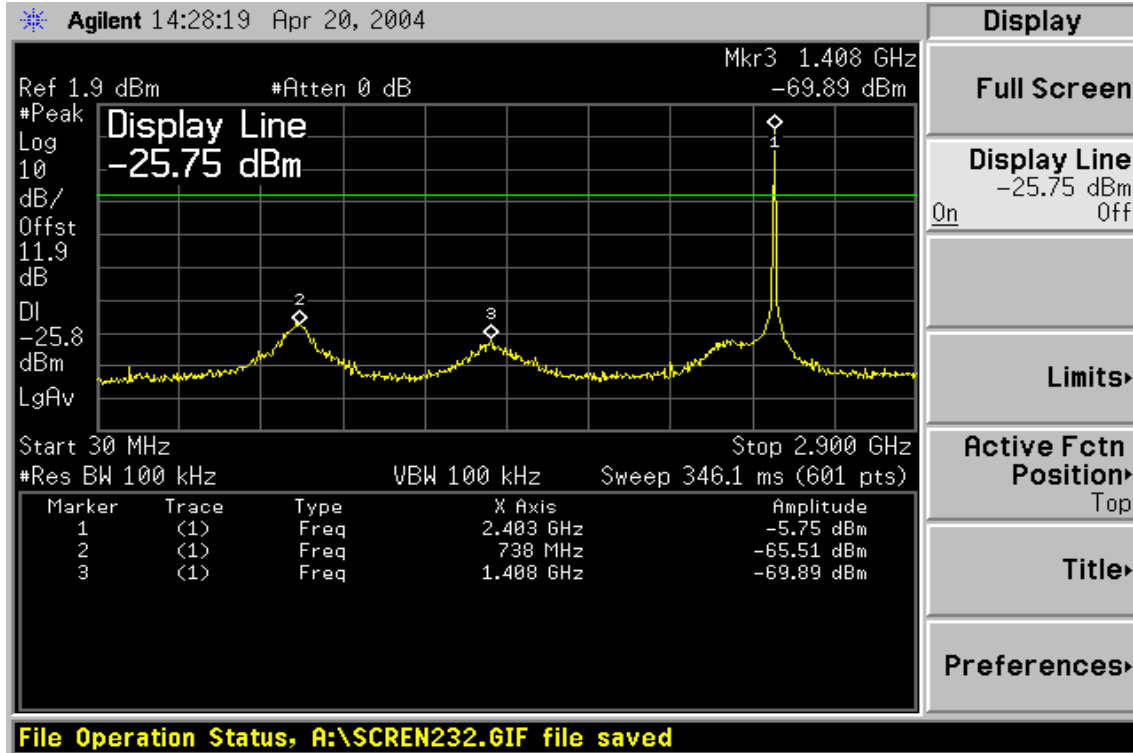 Agilent 14:28:19 Apr 20, 2004
Display
Mkr3 1.408 GHz
Ref 1.9 dBm #Atten 0 dB -69.89 dBm
#Peak
Log
10
dB/
Offst
11.9
dB
DI
-25.8
dBm
LgAv
Display Line
-25.75 dBm
1
2
3
Start 30 MHz Stop 2.900 GHz
#Res BW 100 kHz VBW 100 kHz Sweep 346.1 ms (601 pts)
Marker Trace Type X Axis Amplitude
1 (1) Freq 2.403 GHz -5.75 dBm
2 (1) Freq 738 MHz -65.51 dBm
3 (1) Freq 1.408 GHz -69.89 dBm
Full Screen
Display Line
-25.75 dBm
On Off
Limits
Active Fctn
Position
Top
Title
Preferences
File Operation Status, A:\SCREN232.GIF file saved